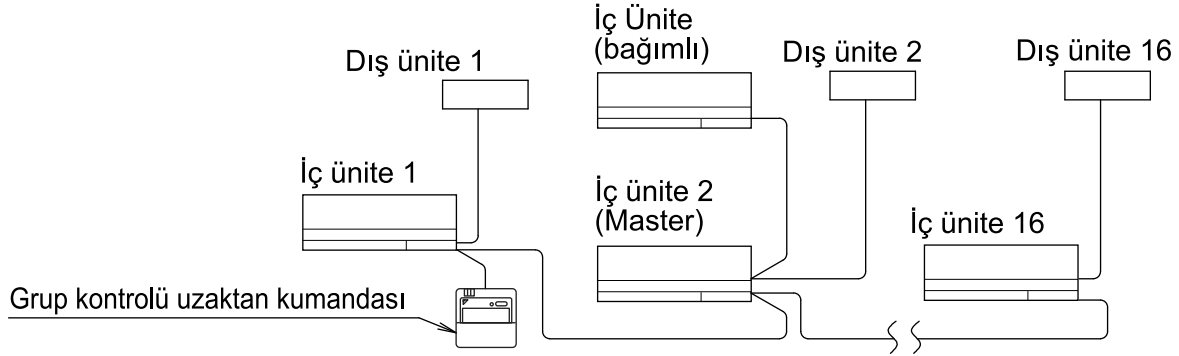 İç Ünite
(bağımlı)
Dış ünite 1
Dış ünite 2
Dış ünite 16
İç ünite 1
İç ünite 2
(Master)
İç ünite 16
Grup kontrolü uzaktan kumandası